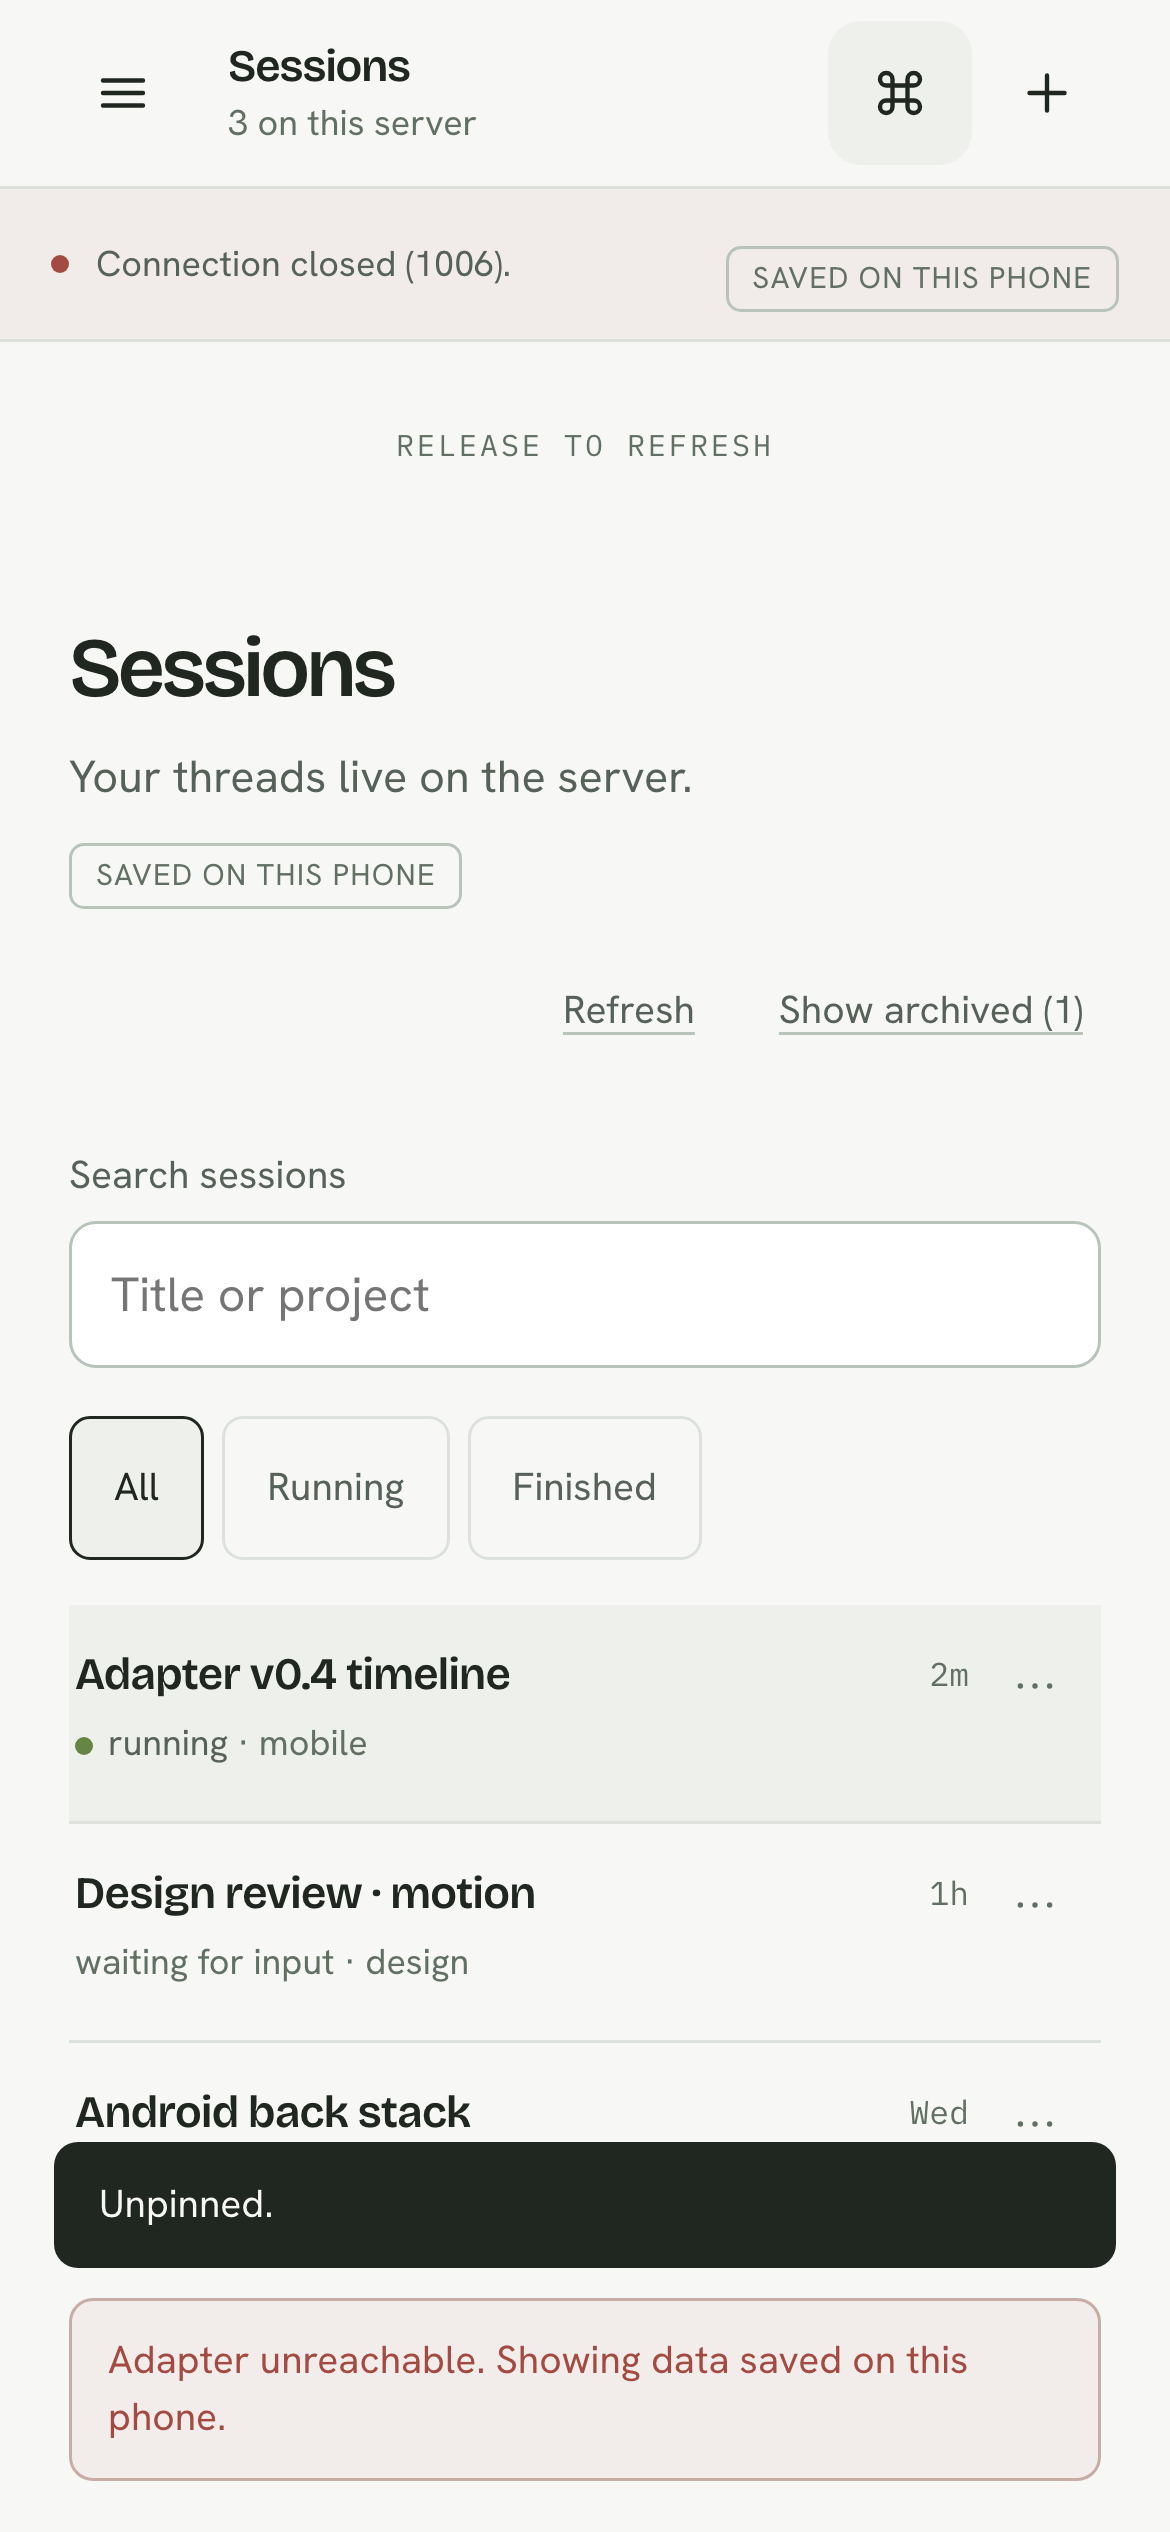 Sessions
3 on this server
Connection closed (1006).
SAVED ON THIS PHONE
RELEASE TO REFRESH
Sessions
Your threads live on the server.
SAVED ON THIS PHONE
Refresh Show archived (1)
Search sessions
Title or project
All Running Finished
Adapter v0.4 timeline 2m ...
running · mobile
Design review · motion 1h ...
waiting for input · design
Android back stack Wed ...
Unpinned.
Adapter unreachable. Showing data saved on this
phone.